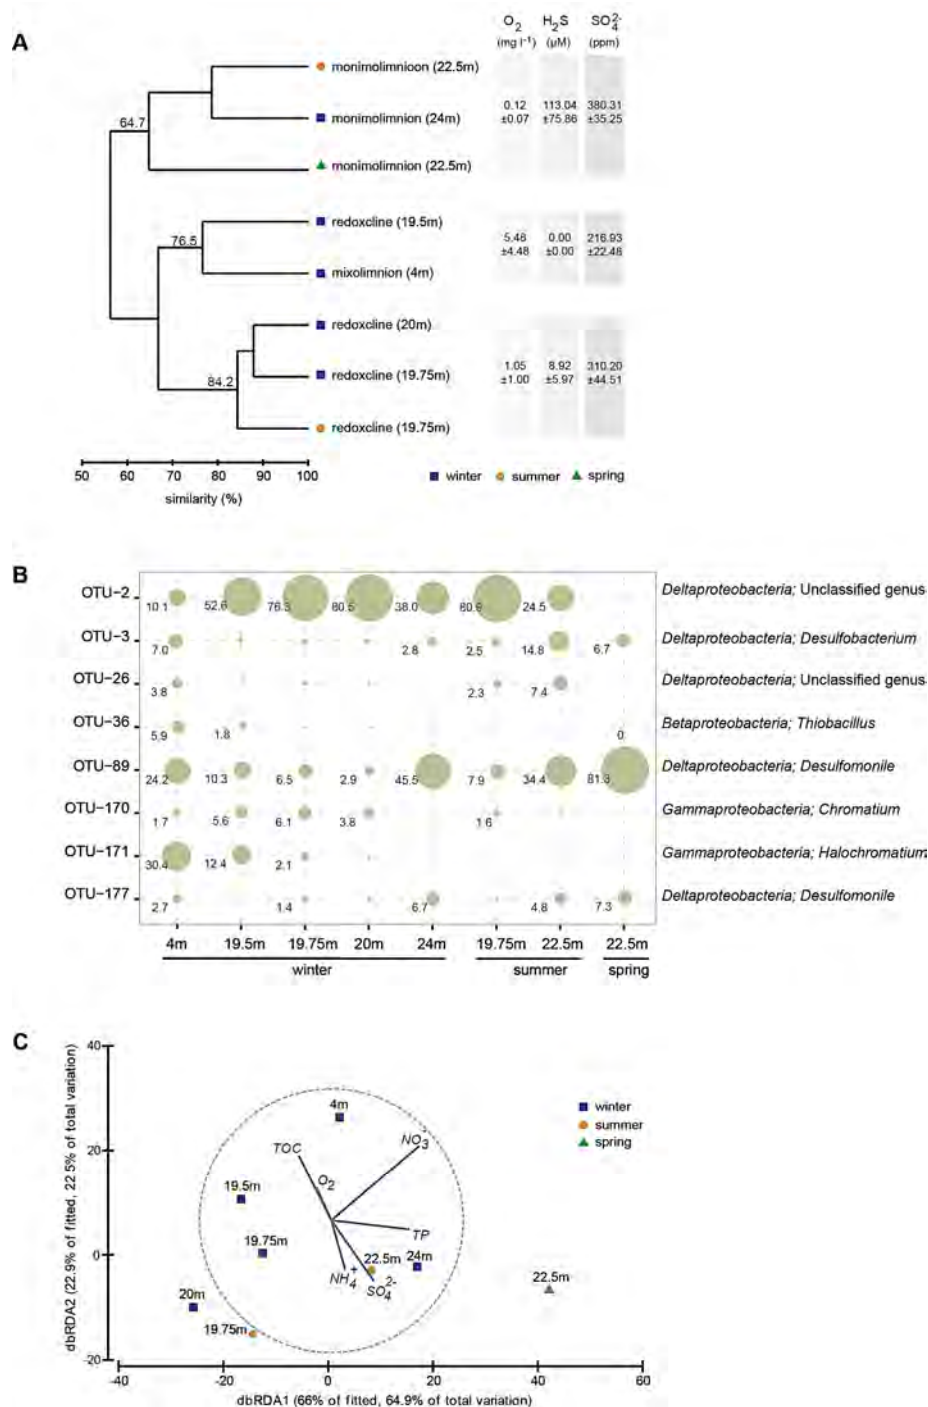 A
O2 H2S SO4^2-
(mg l⁻¹) (µM) (ppm)
monimolimnioon (22.5m)
0.12 113.04 380.31
monimolimnion (24m)
±0.07 ±75.86 ±35.25
64.7
monimolimnion (22.5m)
redoxcline (19.5m)
5.48 0.00 216.93
76.5
±4.48 ±0.00 ±22.48
mixolimnion (4m)
redoxcline (20m)
1.05 8.92 310.20
redoxcline (19.75m)
±1.00 ±5.97 ±44.51
84.2
redoxcline (19.75m)
50 60 70 80 90 100
winter summer spring
similarity (%)
B
OTU-2 10.1 52.6 76.3 80.5 38.0 80.9 24.5 Deltaproteobacteria; Unclassified genus
OTU-3 7.0 2.8 2.5 14.8 6.7 Deltaproteobacteria; Desulfobacterium
OTU-26 3.8 2.3 7.4 Deltaproteobacteria; Unclassified genus
OTU-36 5.9 1.8 0 Betaproteobacteria; Thiobacillus
OTU-89 24.2 10.3 6.5 2.9 45.5 7.9 34.4 81.3 Deltaproteobacteria; Desulfomonile
OTU-170 1.7 5.6 6.1 3.8 1.6 Gammaproteobacteria; Chromatium
OTU-171 30.4 12.4 2.1 Gammaproteobacteria; Halochromatium
OTU-177 2.7 1.4 6.7 4.8 7.3 Deltaproteobacteria; Desulfomonile
4m 19.5m 19.75m 20m 24m 19.75m 22.5m 22.5m
winter summer spring
C
40
20
0
-20
dbRDA2 (22.9% of fitted, 22.5% of total variation)
winter
summer
spring
4m
NO3^-
TOC
O2
19.5m
TP
19.75m
22.5m 24m
NH4^+
SO4^2-
22.5m
20m
19.75m
-40 -20 0 20 40 60
dbRDA1 (66% of fitted, 64.9% of total variation)